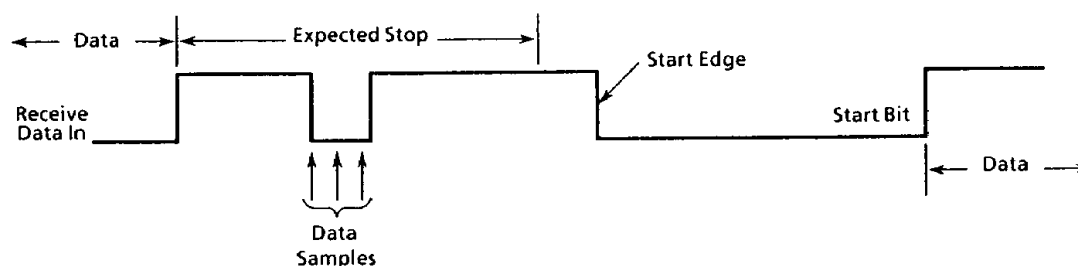 Data
Expected Stop
Start Edge
Receive
Data In
Start Bit
Data
Data
Samples